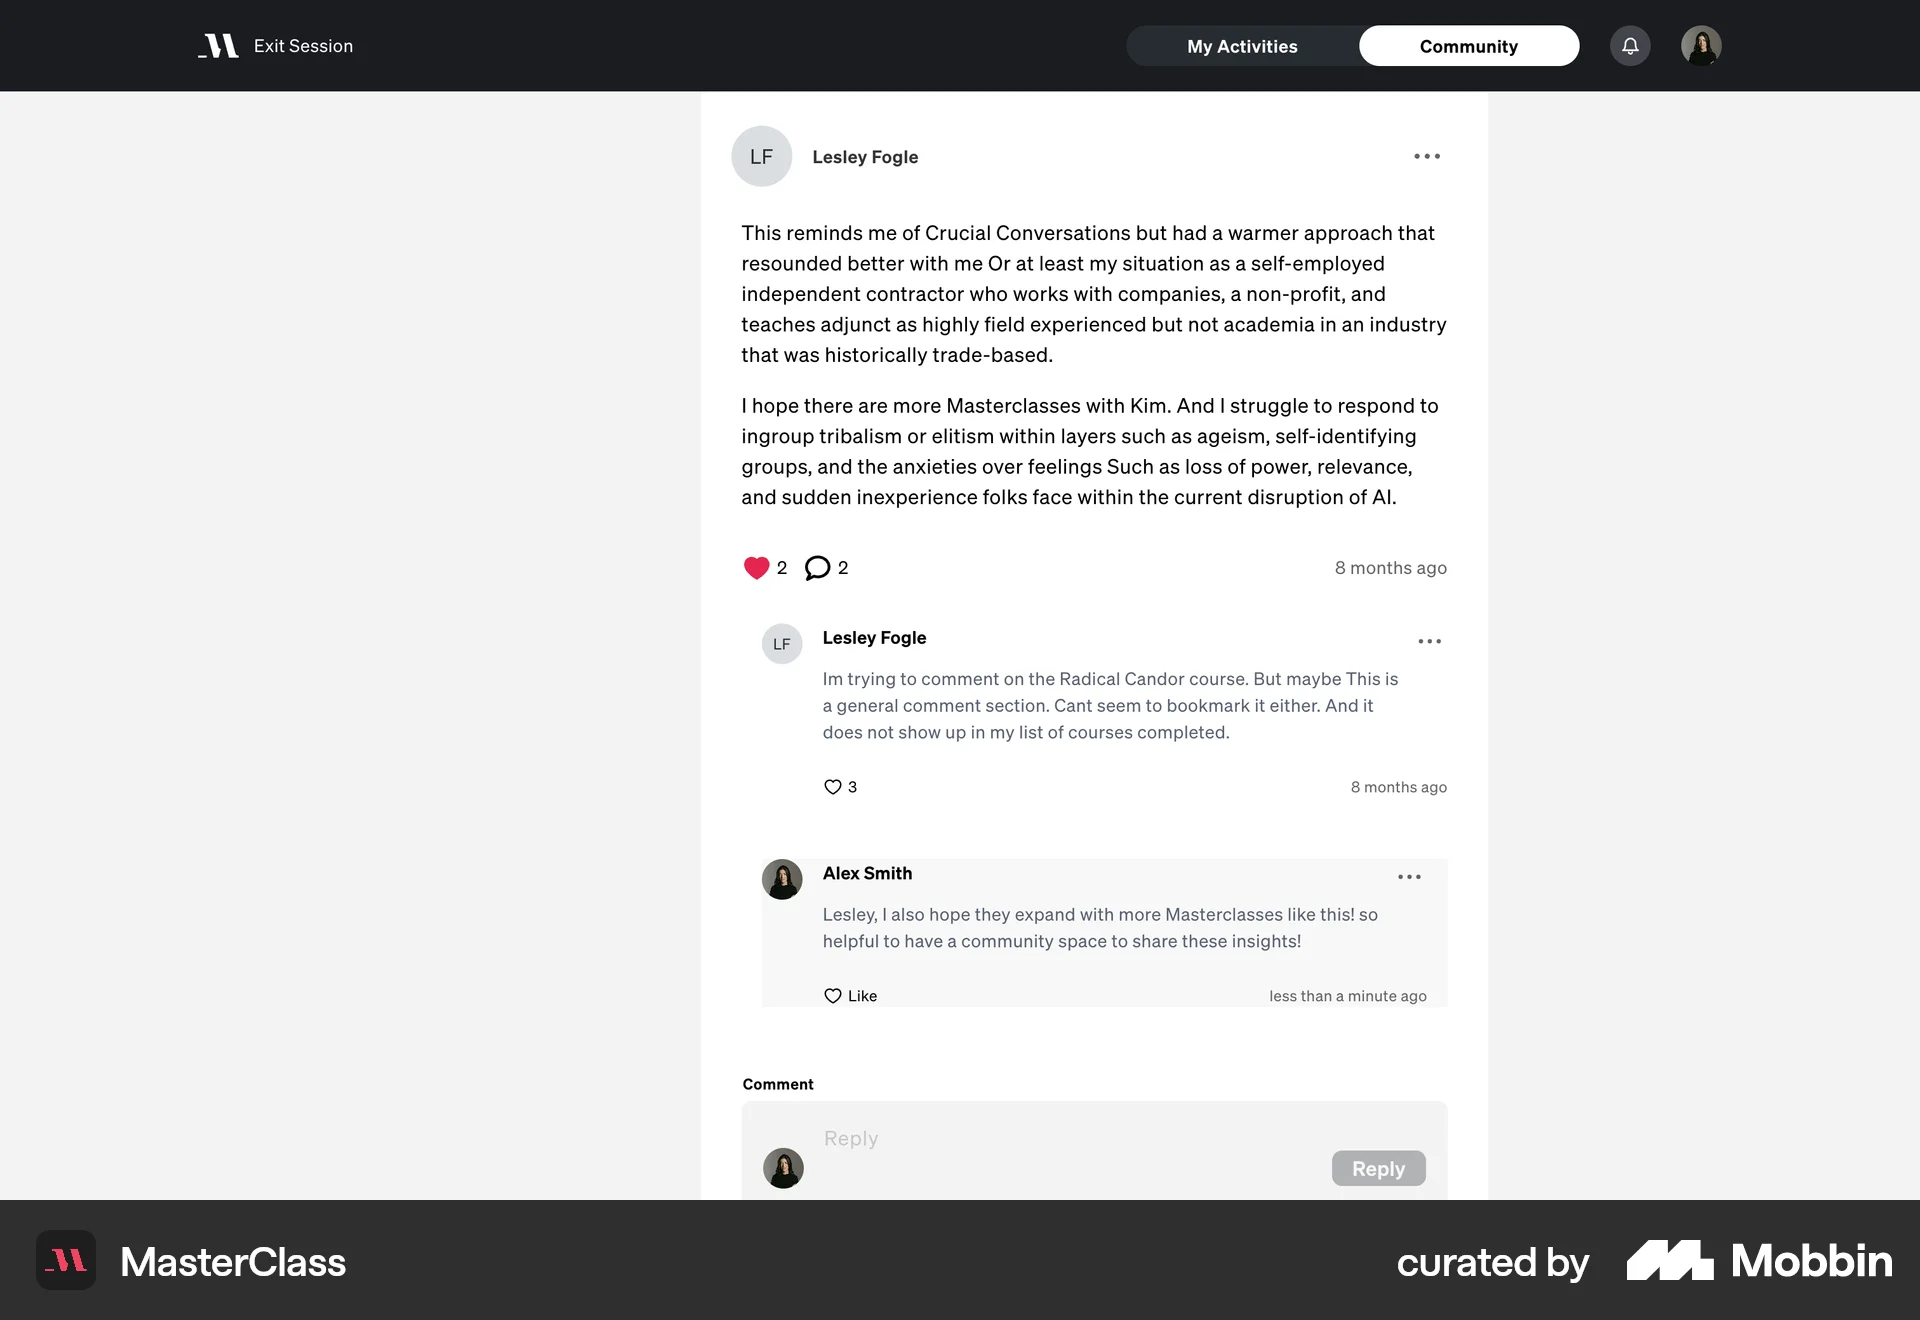 Exit Session
My Activities
Community
LF
Lesley Fogle
This reminds me of Crucial Conversations but had a warmer approach that
resounded better with me Or at least my situation as a self-employed
independent contractor who works with companies, a non-profit, and
teaches adjunct as highly field experienced but not academia in an industry
that was historically trade-based.
I hope there are more Masterclasses with Kim. And I struggle to respond to
ingroup tribalism or elitism within layers such as ageism, self-identifying
groups, and the anxieties over feelings Such as loss of power, relevance,
and sudden inexperience folks face within the current disruption of AI.
2
2
8 months ago
LF
Lesley Fogle
Im trying to comment on the Radical Candor course. But maybe This is
a general comment section. Cant seem to bookmark it either. And it
does not show up in my list of courses completed.
3
8 months ago
Alex Smith
Lesley, I also hope they expand with more Masterclasses like this! so
helpful to have a community space to share these insights!
Like
less than a minute ago
Comment
Reply
Reply
MasterClass
curated by
Mobbin